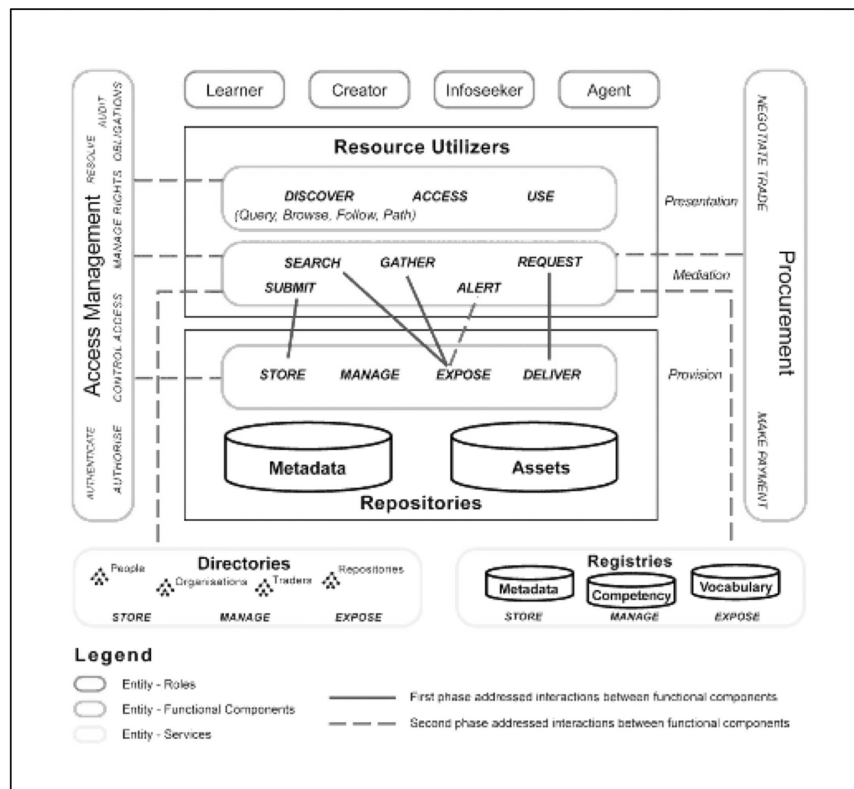 Learner Creator Infoseeker Agent
Resource Utilizers
DISCOVER ACCESS USE
(Query, Browse, Follow, Path)
Presentation
SEARCH GATHER REQUEST
SUBMIT ALERT
Mediation
STORE MANAGE EXPOSE DELIVER
Provision
Metadata Assets
Repositories
Access Management
AUTHENTICATE RESOLVE AUDIT
AUTHORISE CONTROL ACCESS MANAGE RIGHTS OBLIGATIONS
Procurement
NEGOTIATE TRADE
MAKE PAYMENT
Directories
People Organisations Traders Repositories
STORE MANAGE EXPOSE
Registries
Metadata Competency Vocabulary
STORE MANAGE EXPOSE
Legend
Entity - Roles
Entity - Functional Components
Entity - Services
First phase addressed interactions between functional components
Second phase addressed interactions between functional components